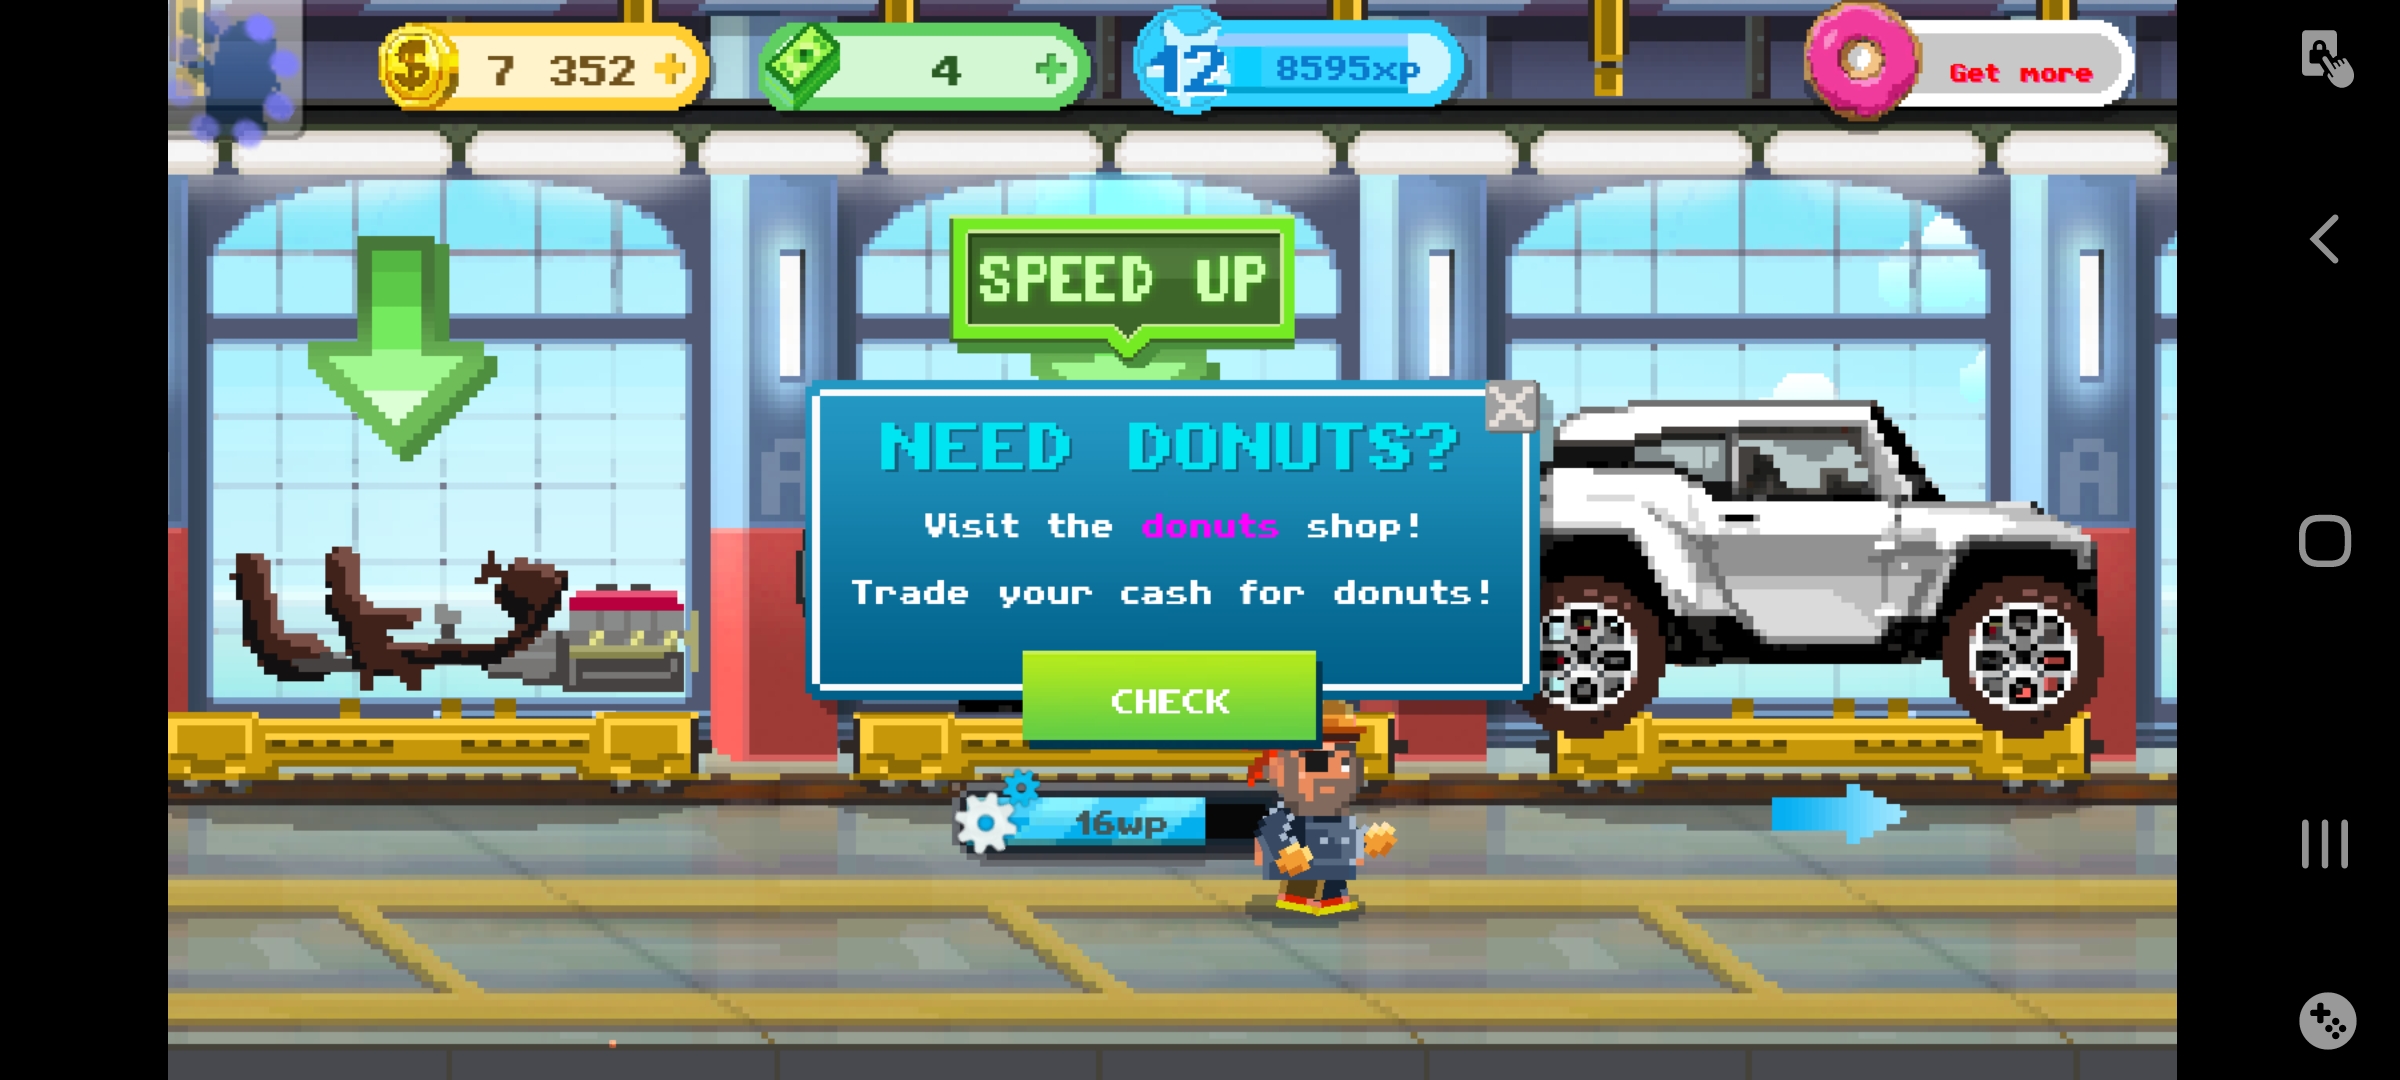 7 352
4
12
8595xp
Get more
SPEED UP
NEED DONUTS?
Visit the donuts shop!
Trade your cash for donuts!
CHECK
16wp
A
A